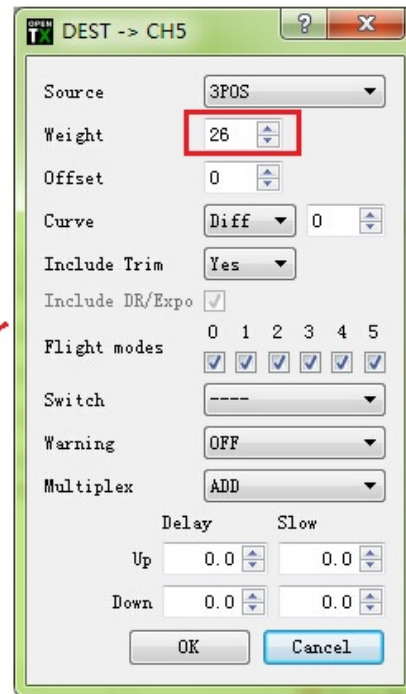 OPEN TX DEST -> CH5 ? X
Source 3POS
Weight 26
Offset 0
Curve Diff 0
Include Trim Yes
Include DR/Expo
0 1 2 3 4 5
Flight modes
Switch ----
Warning OFF
Multiplex ADD
Delay Slow
Up 0.0 0.0
Down 0.0 0.0
OK Cancel